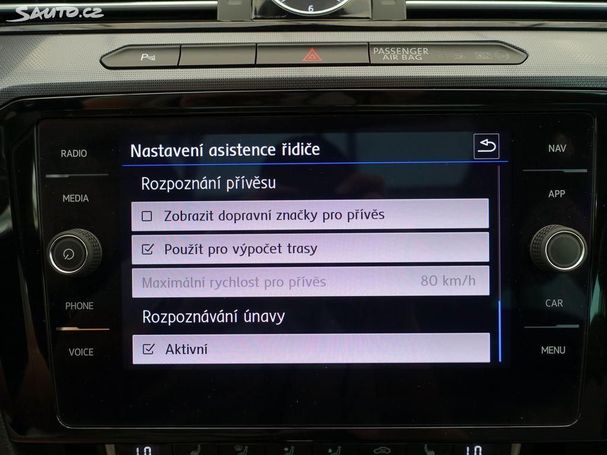 SAUTO.CZ
6
P
PASSENGER
AIR BAG
RADIO
MEDIA
PHONE
VOICE
Nastavení asistence řidiče
Rozpoznání přívěsu
Zobrazit dopravní značky pro přívěs
Použít pro výpočet trasy
Maximální rychlost pro přívěs 80 km/h
Rozpoznávání únavy
Aktivní
NAV
APP
CAR
MENU